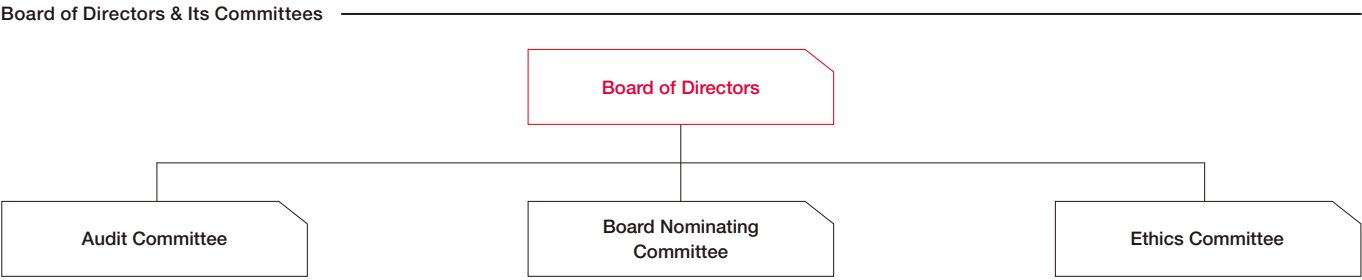 Board of Directors & Its Committees
Board of Directors
Audit Committee
Board Nominating
Committee
Ethics Committee